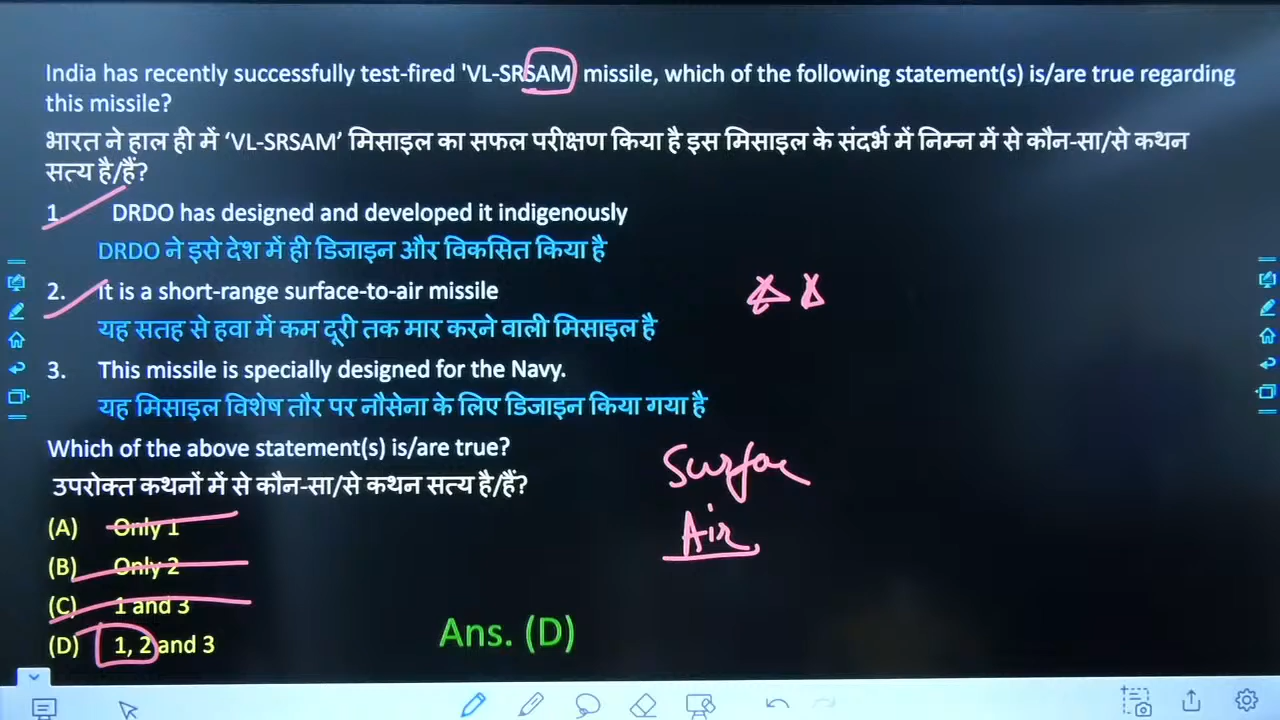 India has recently successfully test-fired 'VL-SRSAM' missile, which of the following statement(s) is/are true regarding
this missile?
भारत ने हाल ही में ‘VL-SRSAM’ मिसाइल का सफल परीक्षण किया है इस मिसाइल के संदर्भ में निम्न में से कौन-सा/से कथन
सत्य है/हैं?
1. DRDO has designed and developed it indigenously
DRDO ने इसे देश में ही डिजाइन और विकसित किया है
2. It is a short-range surface-to-air missile
यह सतह से हवा में कम दूरी तक मार करने वाली मिसाइल है
3. This missile is specially designed for the Navy.
यह मिसाइल विशेष तौर पर नौसेना के लिए डिजाइन किया गया है
Which of the above statement(s) is/are true?
उपरोक्त कथनों में से कौन-सा/से कथन सत्य है/हैं?
Air
(A) Only 1
(B) Only 2
(C) 1 and 3
(D) 1, 2 and 3
Ans. (D)